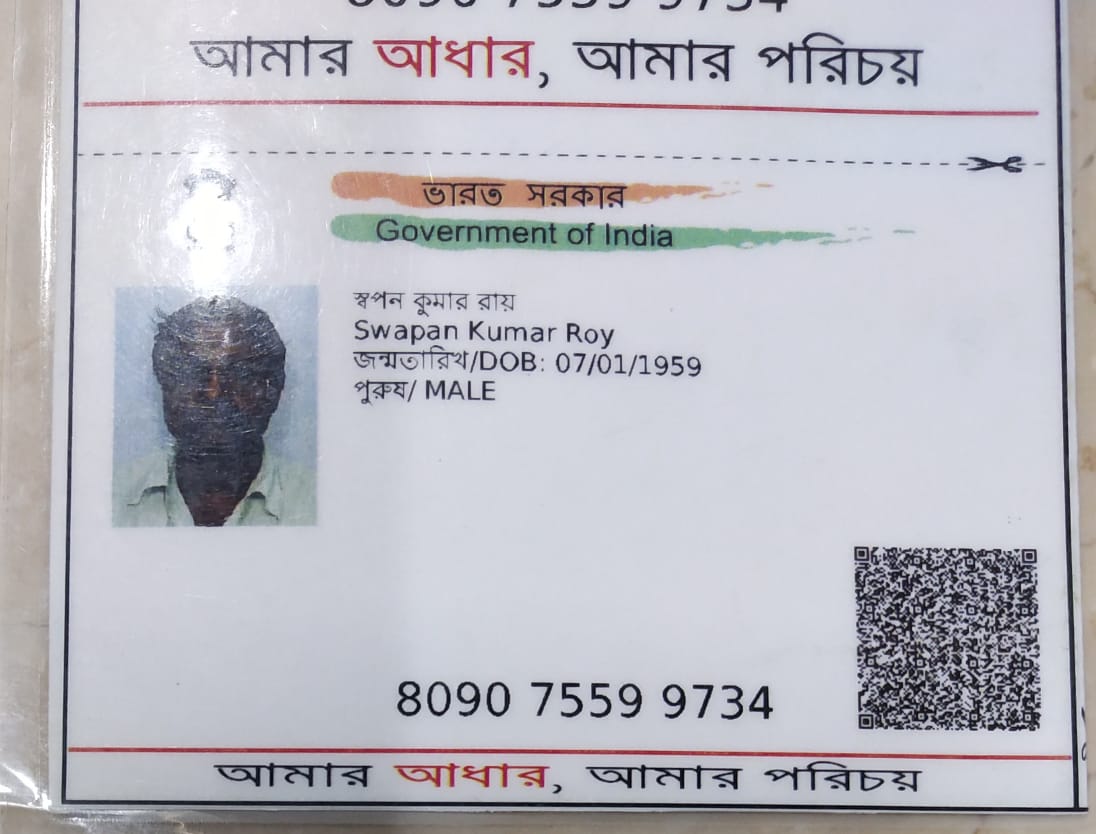 আমার আধার, আমার পরিচয়
ভারত সরকার
Government of India
স্বপন কুমার রায়
Swapan Kumar Roy
জন্মতারিখ/DOB: 07/01/1959
পুরুষ/ MALE
8090 7559 9734
আমার আধার, আমার পরিচয়